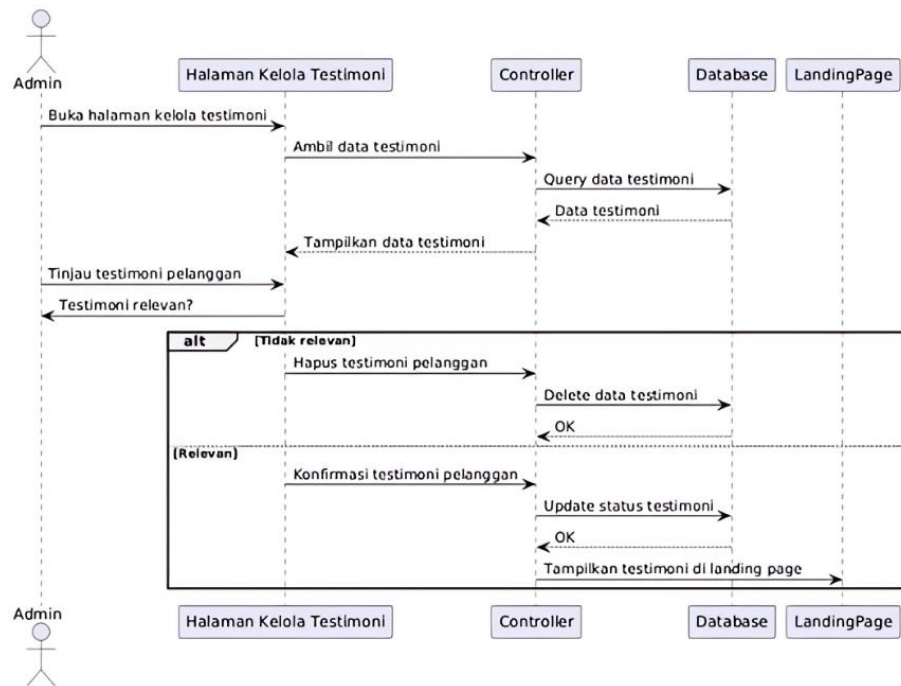 Admin
Halaman Kelola Testimoni
Controller
Database
LandingPage
Buka halaman kelola testimoni
Ambil data testimoni
Query data testimoni
Data testimoni
Tampilkan data testimoni
Tinjau testimoni pelanggan
Testimoni relevan?
alt
[Tidak relevan]
Hapus testimoni pelanggan
Delete data testimoni
OK
[Relevan]
Konfirmasi testimoni pelanggan
Update status testimoni
OK
Tampilkan testimoni di landing page
Admin
Halaman Kelola Testimoni
Controller
Database
LandingPage